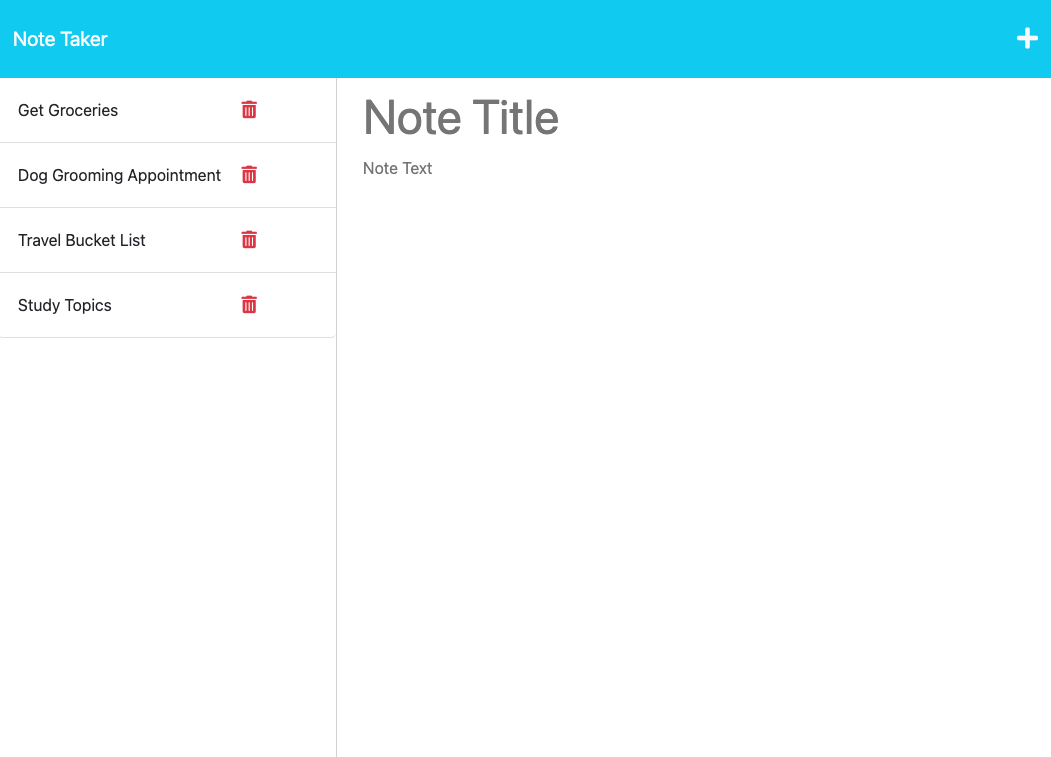 Note Taker
Get Groceries
Dog Grooming Appointment
Travel Bucket List
Study Topics
Note Title
Note Text